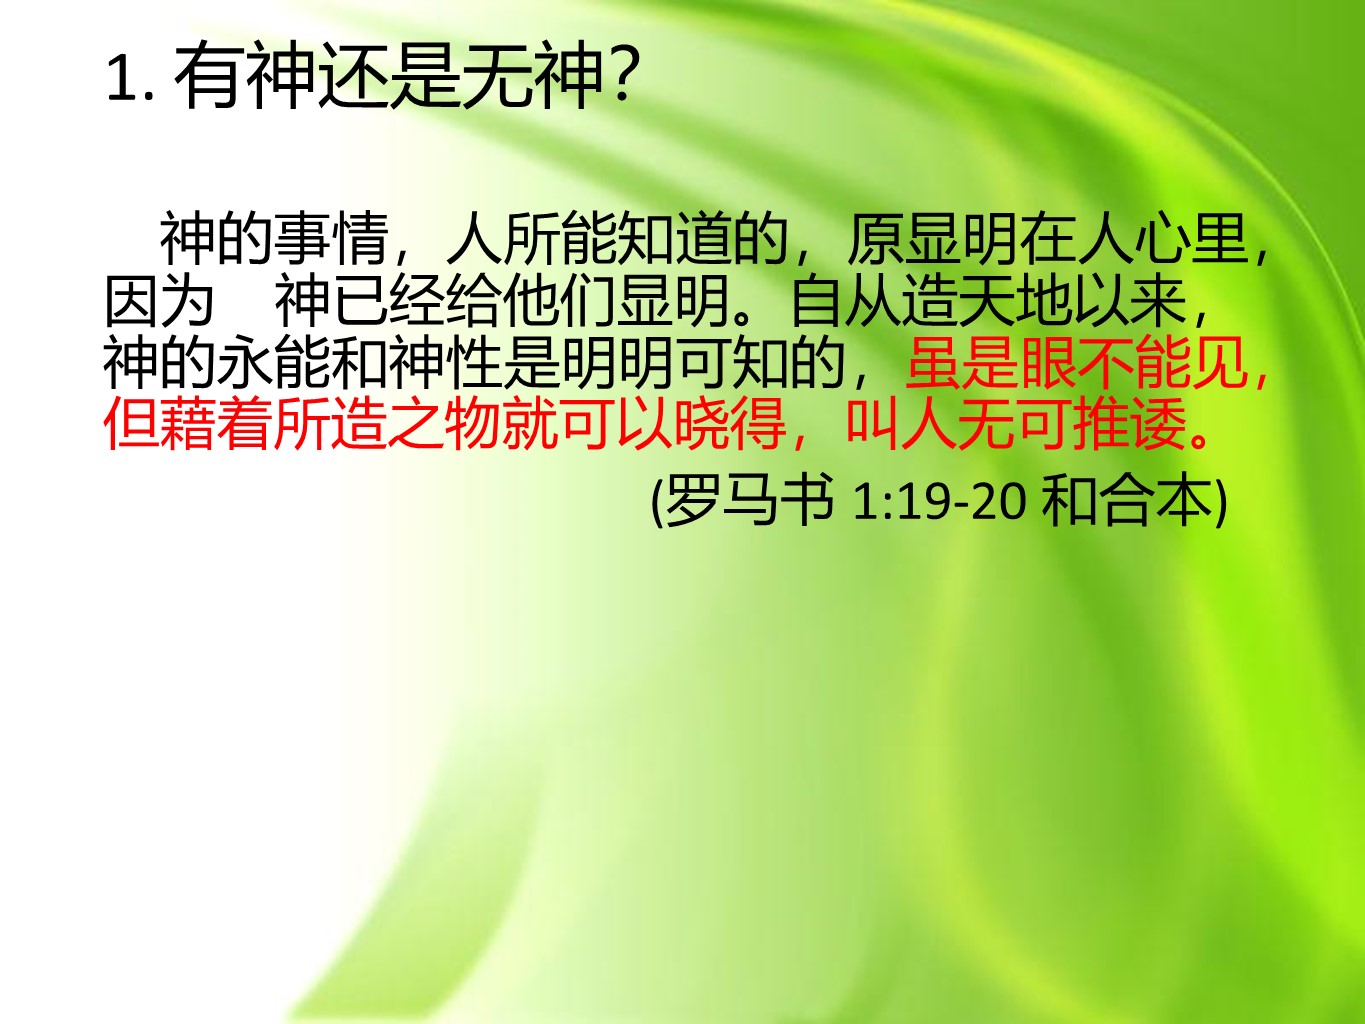 1. 有神还是无神?
神的事情，人所能知道的，原显明在人心里，
因为　神已经给他们显明。自从造天地以来，
神的永能和神性是明明可知的，虽是眼不能见，
但藉着所造之物就可以晓得，叫人无可推诿。
(罗马书 1:19-20 和合本)